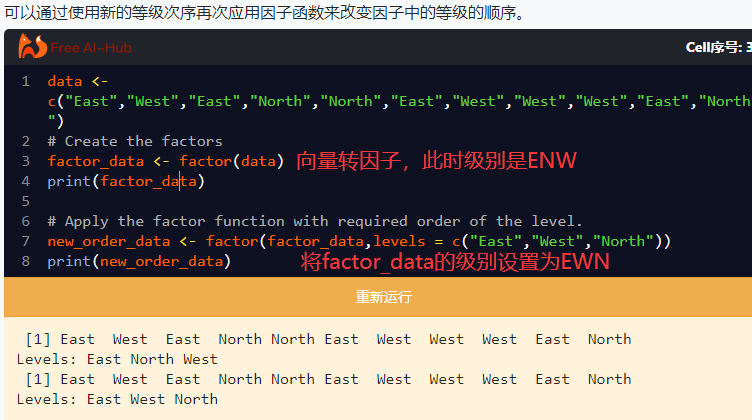 可以通过使用新的等级次序再次应用因子函数来改变因子中的等级的顺序。
Free AI-Hub
Cell序号: 3
1 data <-
c("East","West","East","North","North","East","West","West","West","East","North
")
2 # Create the factors
3 factor_data <- factor(data) 向量转因子，此时级别是ENW
4 print(factor_data)
5
6 # Apply the factor function with required order of the level.
7 new_order_data <- factor(factor_data,levels = c("East","West","North"))
8 print(new_order_data) 将factor_data的级别设置为EWN
重新运行
[1] East West East North North East West West West East North
Levels: East North West
[1] East West East North North East West West West East North
Levels: East West North